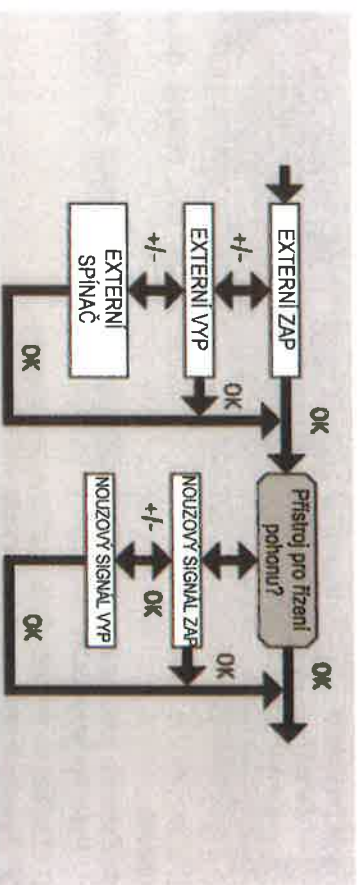 EXTERNÍ ZAP
OK
+/-
EXTERNÍ VYP
OK
+/-
EXTERNÍ
SPÍNAČ
OK
Přístroj pro řízení
pohonu?
OK
NOUZOVÝ SIGNÁL ZAP
OK
+/-
OK
NOUZOVÝ SIGNÁL VYP
OK